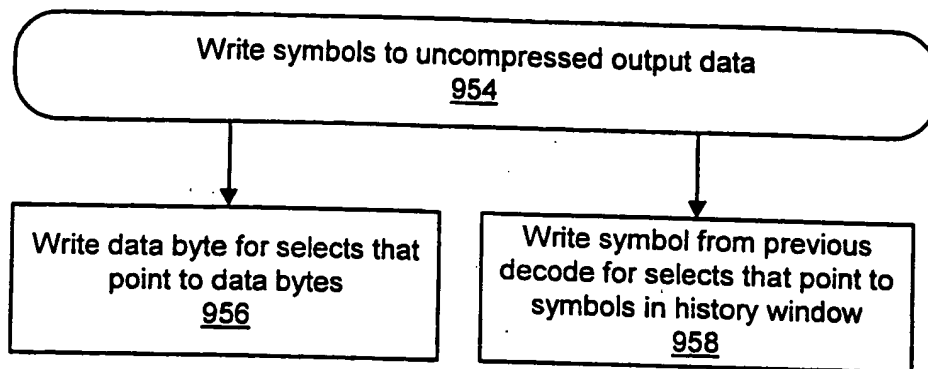 Write symbols to uncompressed output data
954
Write data byte for selects that
point to data bytes
956
Write symbol from previous
decode for selects that point to
symbols in history window
958